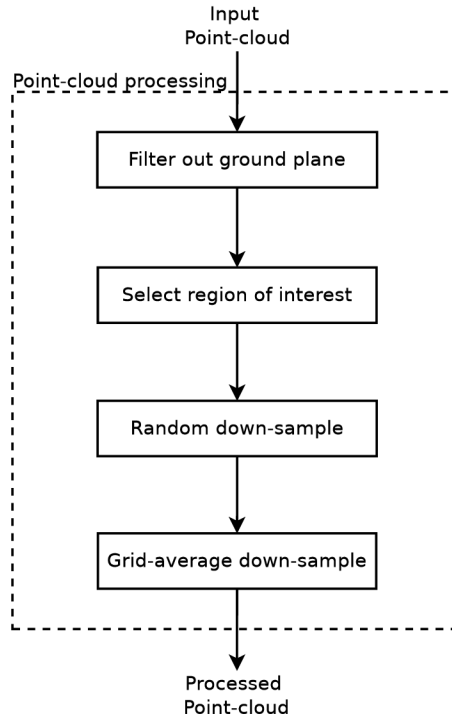 Input
Point-cloud
Point-cloud processing
Filter out ground plane
Select region of interest
Random down-sample
Grid-average down-sample
Processed
Point-cloud